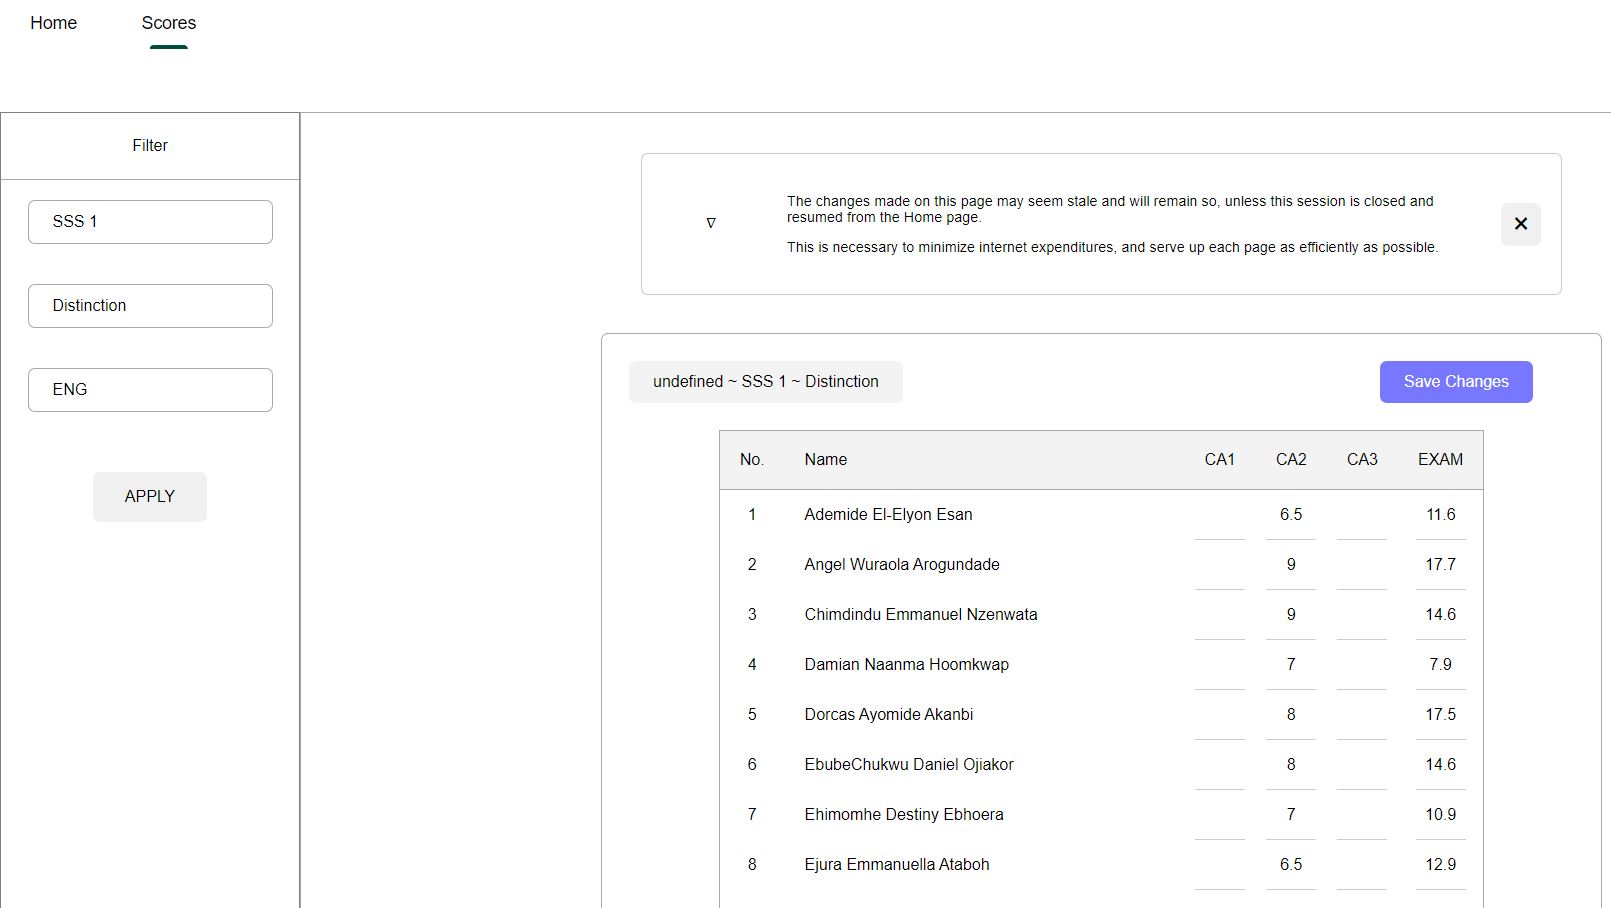 Home Scores
Filter
SSS 1
Distinction
ENG
APPLY
The changes made on this page may seem stale and will remain so, unless this session is closed and
resumed from the Home page.
This is necessary to minimize internet expenditures, and serve up each page as efficiently as possible.
undefined ~ SSS 1 ~ Distinction Save Changes
No. Name CA1 CA2 CA3 EXAM
1 Ademide El-Elyon Esan 6.5 11.6
2 Angel Wuraola Arogundade 9 17.7
3 Chimdindu Emmanuel Nzenwata 9 14.6
4 Damian Naanma Hoomkwap 7 7.9
5 Dorcas Ayomide Akanbi 8 17.5
6 EbubeChukwu Daniel Ojiakor 8 14.6
7 Ehimomhe Destiny Ebhoera 7 10.9
8 Ejura Emmanuella Ataboh 6.5 12.9